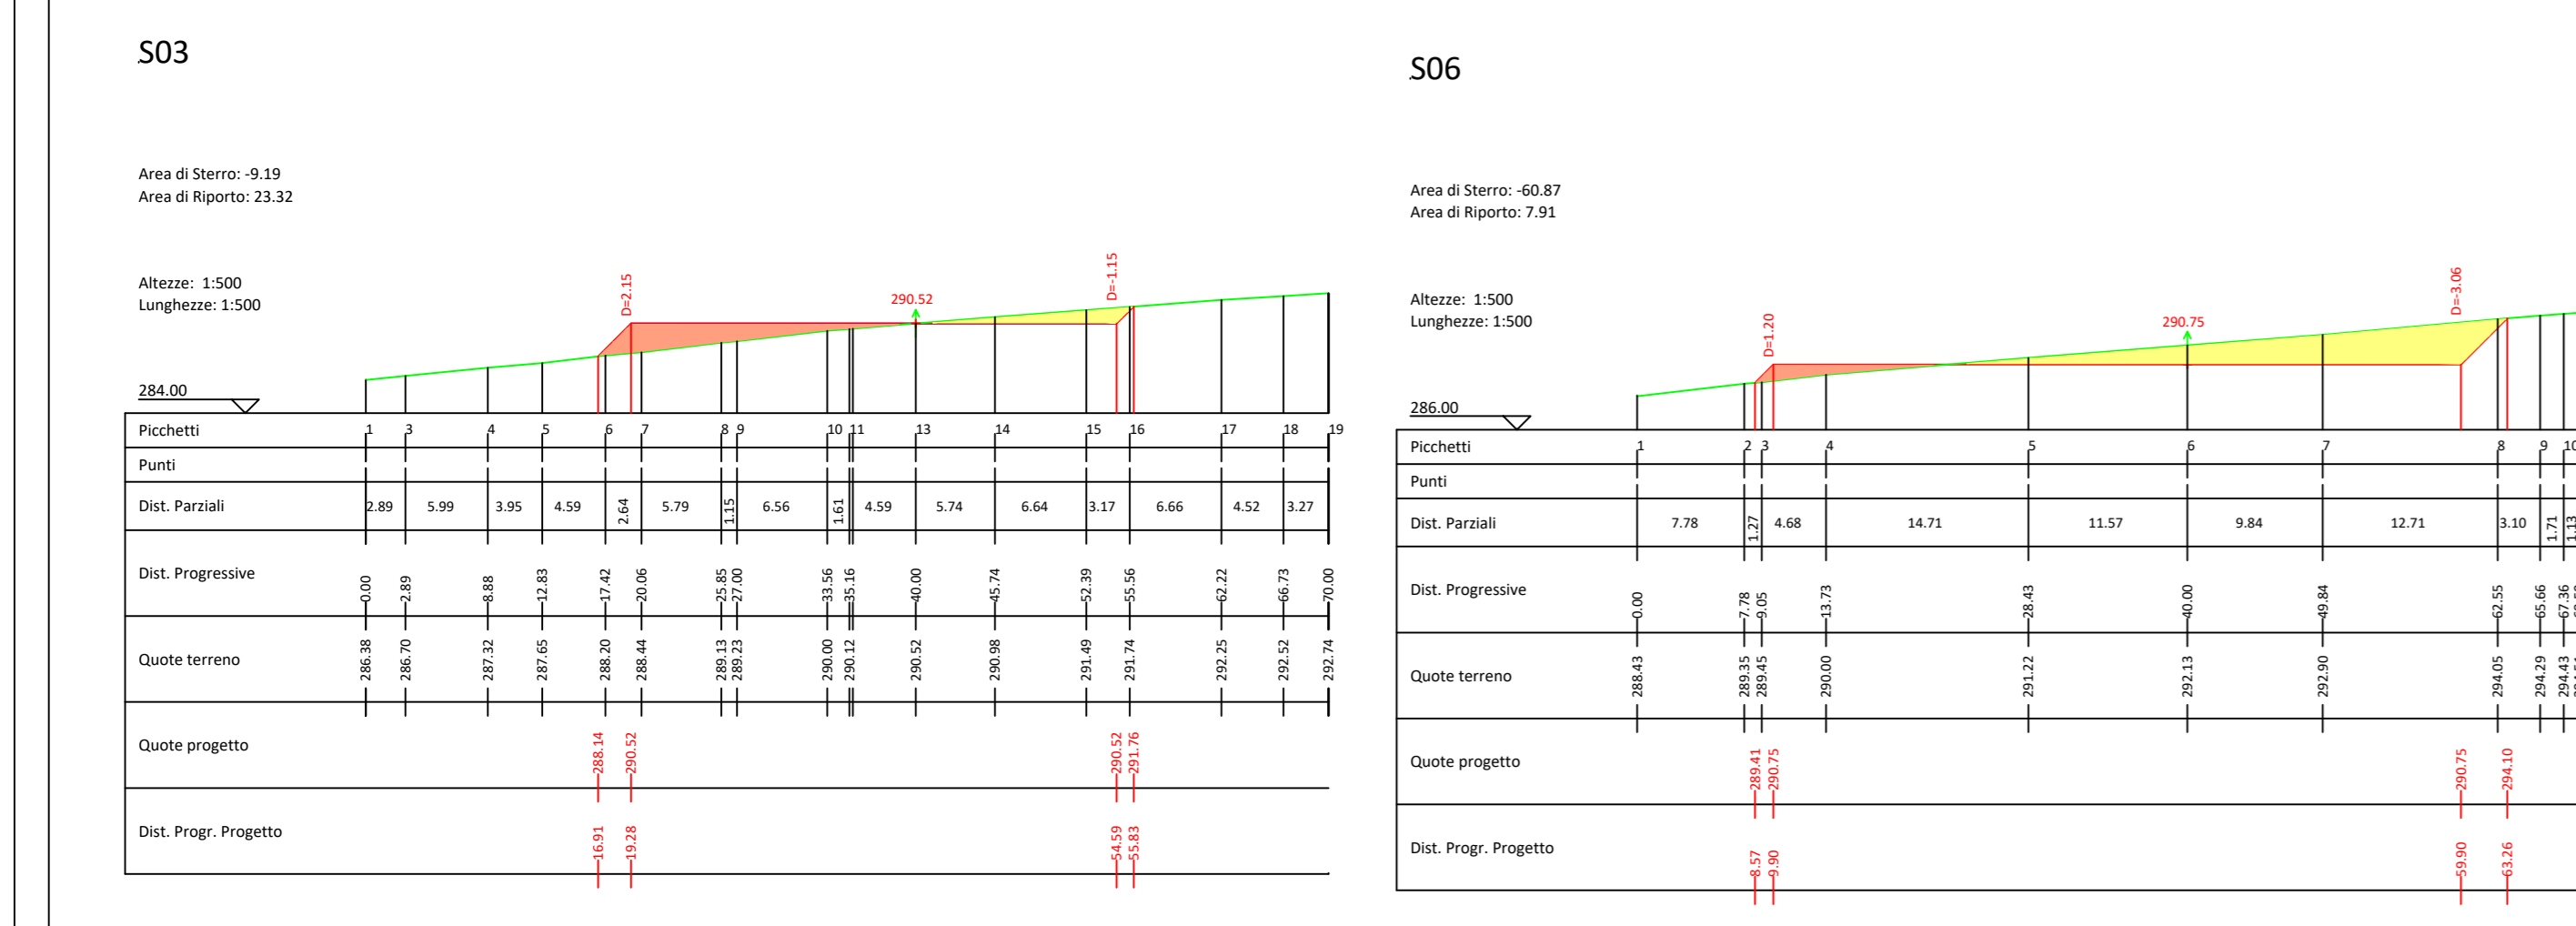 S03
Area di Sterro: -9.19
Area di Riporto: 23.32
Altezze: 1:500
Lunghezze: 1:500
D=2.15
290.52
D=-1.15
284.00
Picchetti 1 3 4 5 6 7 8 9 10 11 13 14 15 16 17 18 19
Punti
Dist. Parziali 2.89 5.99 3.95 4.59 2.64 5.79 1.15 6.56 1.61 4.59 5.74 6.64 3.17 6.66 4.52 3.27
Dist. Progressive 0.00 2.89 8.88 12.83 17.42 20.06 25.85 27.00 33.56 35.16 40.00 45.74 52.39 55.56 62.22 66.73 70.00
Quote terreno 286.38 286.70 287.32 287.65 288.20 288.44 289.13 289.23 290.00 290.12 290.52 290.98 291.49 291.74 292.25 292.52 292.74
Quote progetto 288.14 290.52 290.52 291.76
Dist. Progr. Progetto 16.91 19.28 54.59 55.83
S06
Area di Sterro: -60.87
Area di Riporto: 7.91
Altezze: 1:500
Lunghezze: 1:500
D=1.20
290.75
D=-3.06
286.00
Picchetti 1 2 3 4 5 6 7 8 9 10
Punti
Dist. Parziali 7.78 1.27 4.68 14.71 11.57 9.84 12.71 3.10 1.71 1.13
Dist. Progressive 0.00 7.78 9.05 13.73 28.43 40.00 49.84 62.55 65.66 67.36
Quote terreno 288.43 289.35 289.45 290.00 291.22 292.13 292.90 294.05 294.29 294.43
Quote progetto 289.41 290.75 290.75 294.10
Dist. Progr. Progetto 8.57 9.90 59.90 63.26